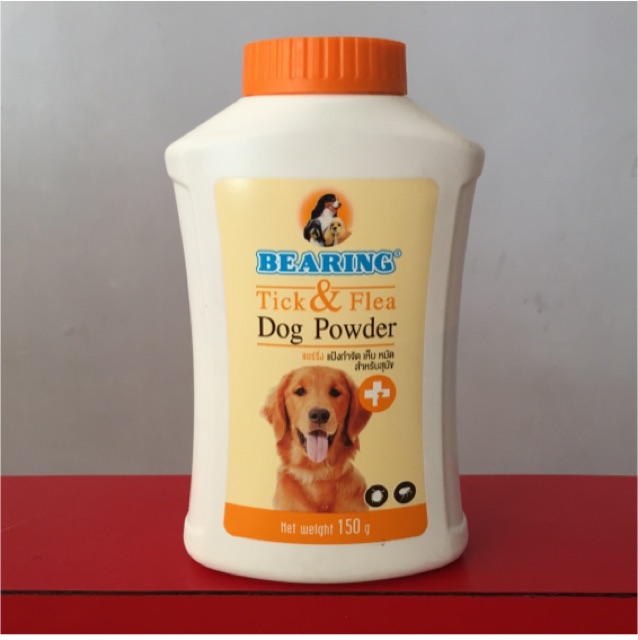 BEARING®
Tick & Flea
Dog Powder
แบร์ริ่ง แป้งกำจัด เห็บ หมัด
สำหรับสุนัข
Net weight 150 g